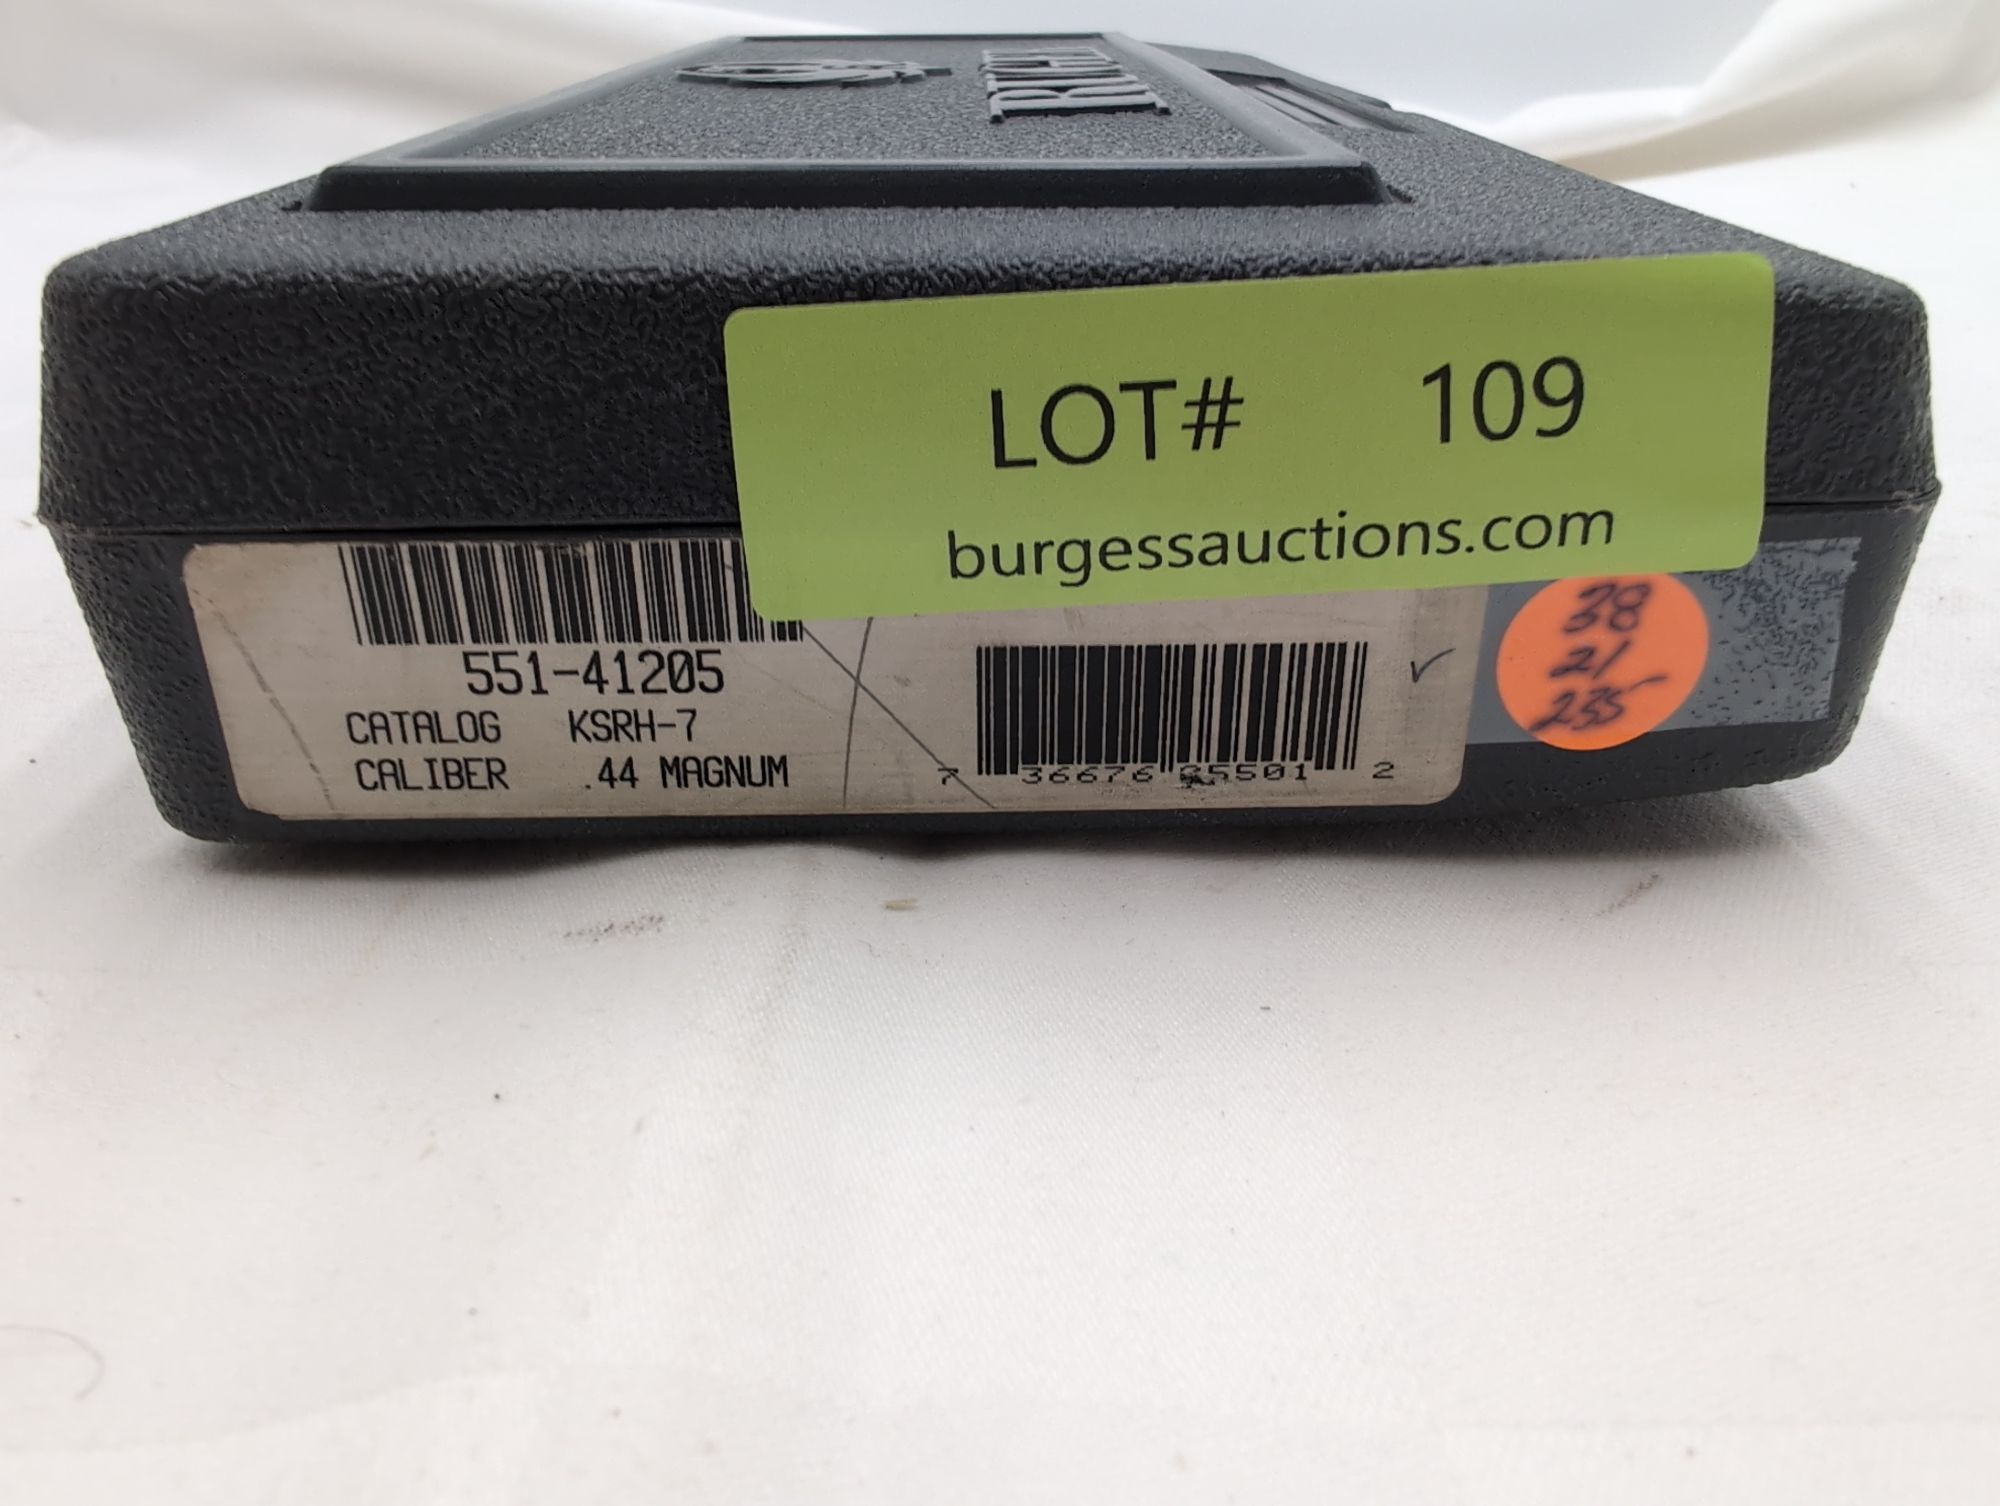 RUGER
LOT# 109
burgessauctions.com
551-41205
CATALOG KSRH-7
CALIBER .44 MAGNUM
7 36676 05501 2
38
21
235